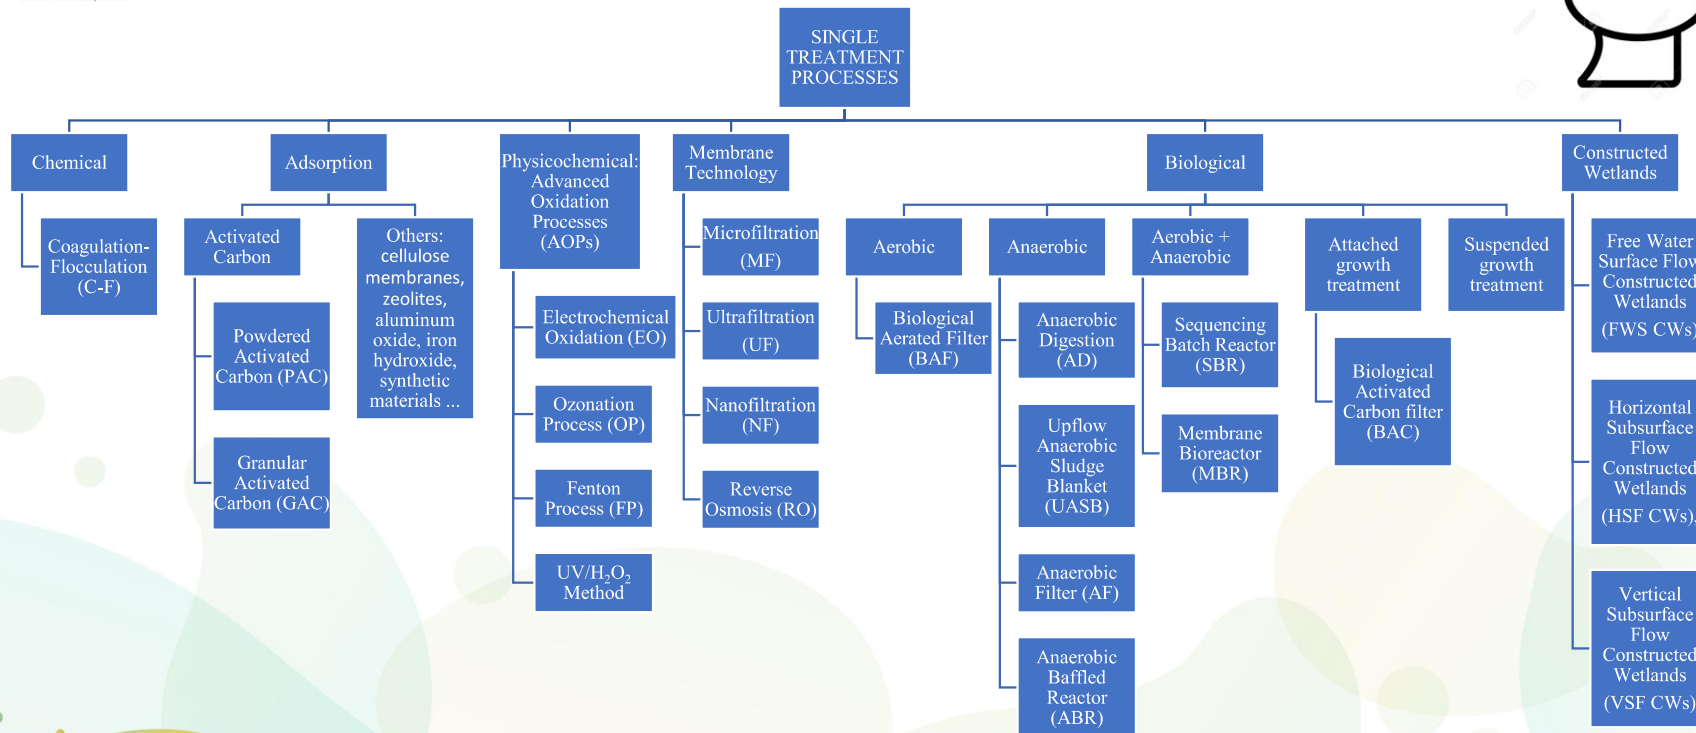 SINGLE
TREATMENT
PROCESSES
Chemical
Coagulation-
Flocculation
(C-F)
Adsorption
Activated
Carbon
Powdered
Activated
Carbon (PAC)
Granular
Activated
Carbon (GAC)
Others:
cellulose
membranes,
zeolites,
aluminum
oxide, iron
hydroxide,
synthetic
materials ...
Physicochemical:
Advanced
Oxidation
Processes
(AOPs)
Electrochemical
Oxidation (EO)
Ozonation
Process (OP)
Fenton
Process (FP)
UV/H₂O₂
Method
Membrane
Technology
Microfiltration
(MF)
Ultrafiltration
(UF)
Nanofiltration
(NF)
Reverse
Osmosis (RO)
Biological
Aerobic
Biological
Aerated Filter
(BAF)
Anaerobic
Anaerobic
Digestion
(AD)
Upflow
Anaerobic
Sludge
Blanket
(UASB)
Anaerobic
Filter (AF)
Anaerobic
Baffled
Reactor
(ABR)
Aerobic +
Anaerobic
Sequencing
Batch Reactor
(SBR)
Membrane
Bioreactor
(MBR)
Attached
growth
treatment
Biological
Activated
Carbon filter
(BAC)
Suspended
growth
treatment
Constructed
Wetlands
Free Water
Surface Flow
Constructed
Wetlands
(FWS CWs)
Horizontal
Subsurface
Flow
Constructed
Wetlands
(HSF CWs),
Vertical
Subsurface
Flow
Constructed
Wetlands
(VSF CWs)